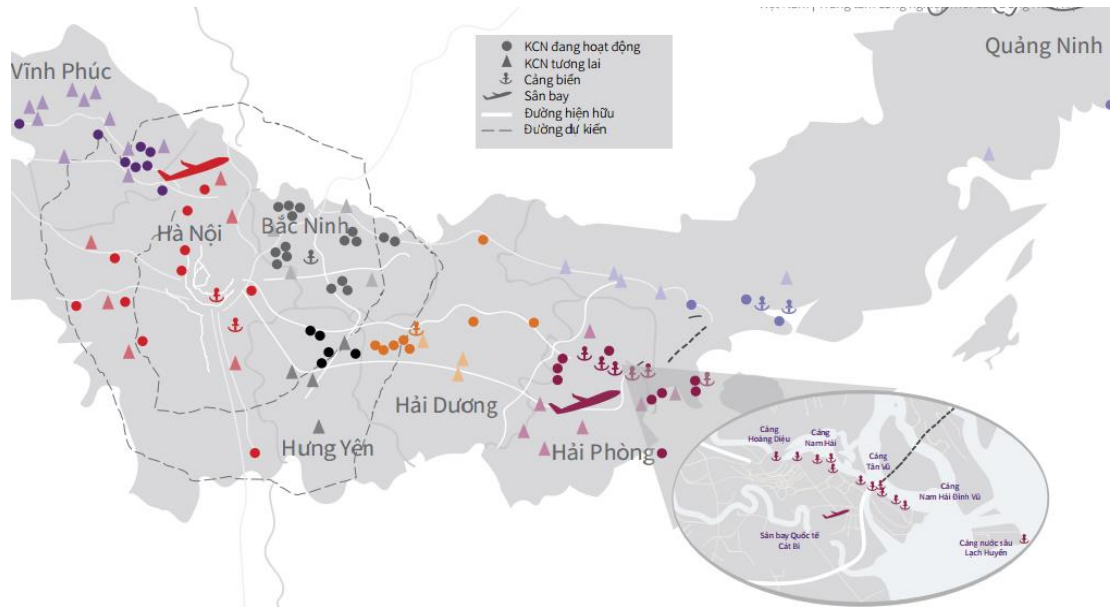 Quảng Ninh
Vĩnh Phúc
KCN đang hoạt động
KCN tương lai
Cảng biển
Sân bay
Đường hiện hữu
Đường dự kiến
Hà Nội
Bắc Ninh
Hải Dương
Hưng Yên
Hải Phòng
Cảng
Hoàng Diệu
Cảng
Nam Hải
Cảng
Tân Vũ
Cảng
Nam Hải Đình Vũ
Sân bay Quốc tế
Cát Bi
Cảng nước sâu
Lạch Huyện